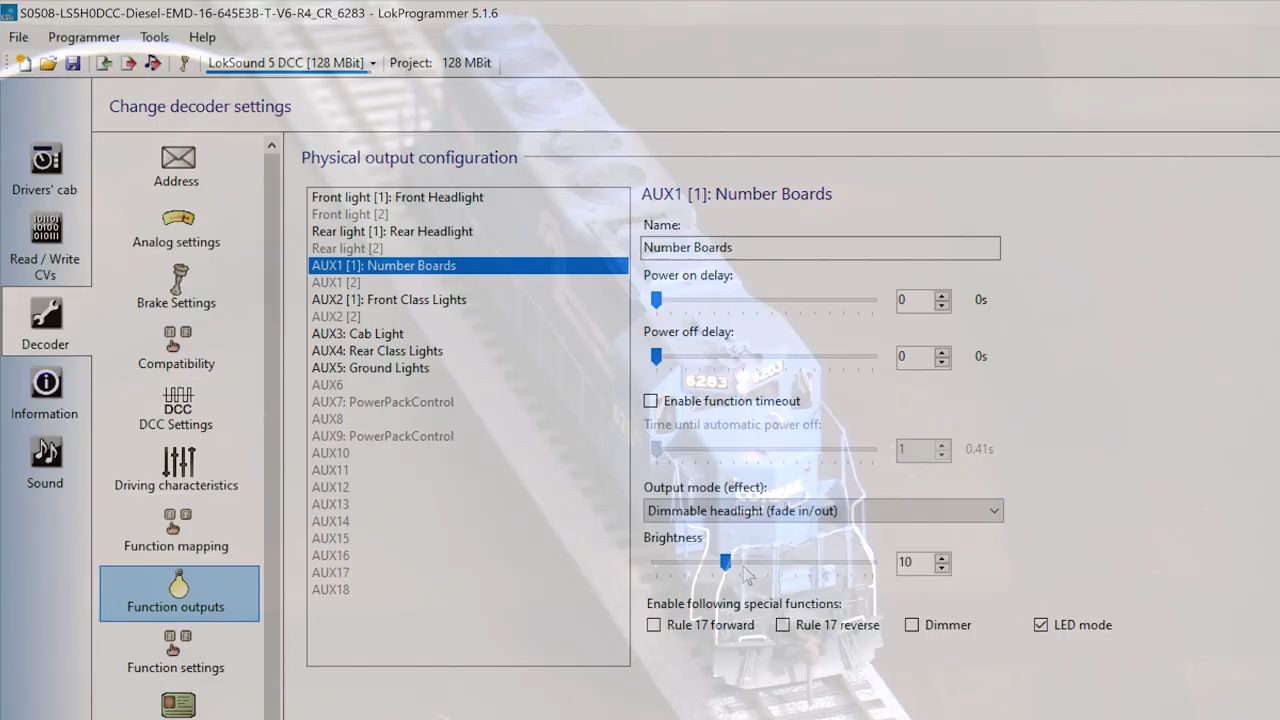 S0508-LS5H0DCC-Diesel-EMD-16-645E3B-T-V6-R4_CR_6283 - LokProgrammer 5.1.6
File Programmer Tools Help
LokSound 5 DCC [128 MBit] Project: 128 MBit
Change decoder settings
Drivers' cab
Read / Write
CVs
Decoder
Information
Sound
Address
Analog settings
Brake Settings
Compatibility
DCC
DCC Settings
Driving characteristics
Function mapping
Function outputs
Function settings
Physical output configuration
Front light [1]: Front Headlight
Front light [2]
Rear light [1]: Rear Headlight
Rear light [2]
AUX1 [1]: Number Boards
AUX1 [2]
AUX2 [1]: Front Class Lights
AUX2 [2]
AUX3: Cab Light
AUX4: Rear Class Lights
AUX5: Ground Lights
AUX6
AUX7: PowerPackControl
AUX8
AUX9: PowerPackControl
AUX10
AUX11
AUX12
AUX13
AUX14
AUX15
AUX16
AUX17
AUX18
AUX1 [1]: Number Boards
Name:
Number Boards
Power on delay:
0 0s
Power off delay:
0 0s
Enable function timeout
Time until automatic power off:
1 0.41s
Output mode (effect):
Dimmable headlight (fade in/out)
Brightness
10
Enable following special functions:
Rule 17 forward Rule 17 reverse Dimmer LED mode
6283 6283